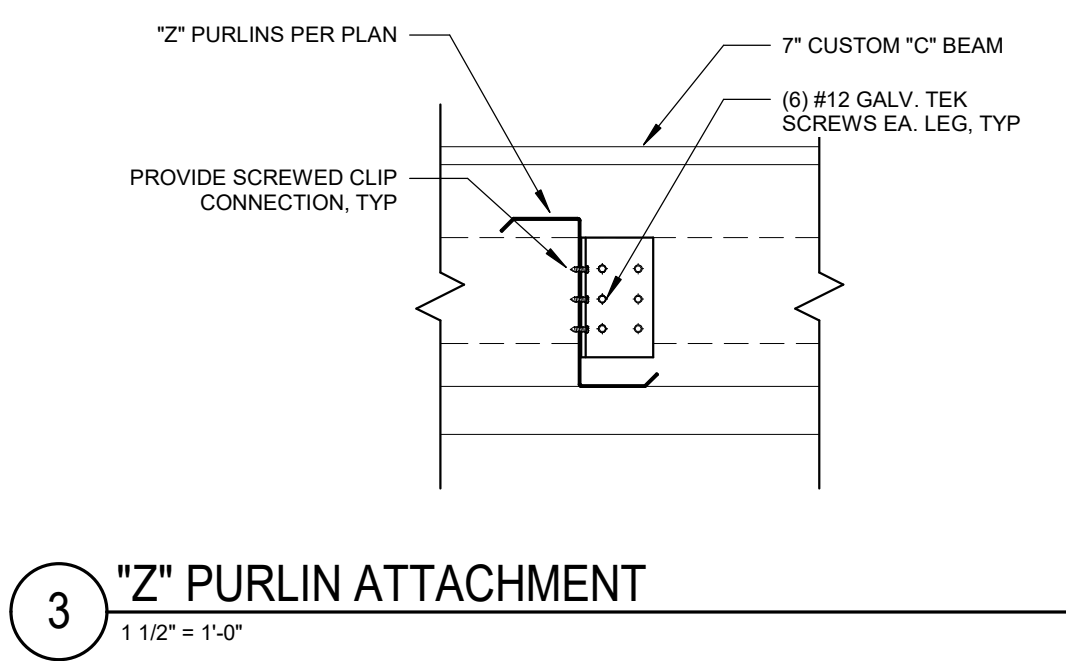 "Z" PURLINS PER PLAN
7" CUSTOM "C" BEAM
(6) #12 GALV. TEK
SCREWS EA. LEG, TYP
PROVIDE SCREWED CLIP
CONNECTION, TYP
3
"Z" PURLIN ATTACHMENT
1 1/2" = 1'-0"